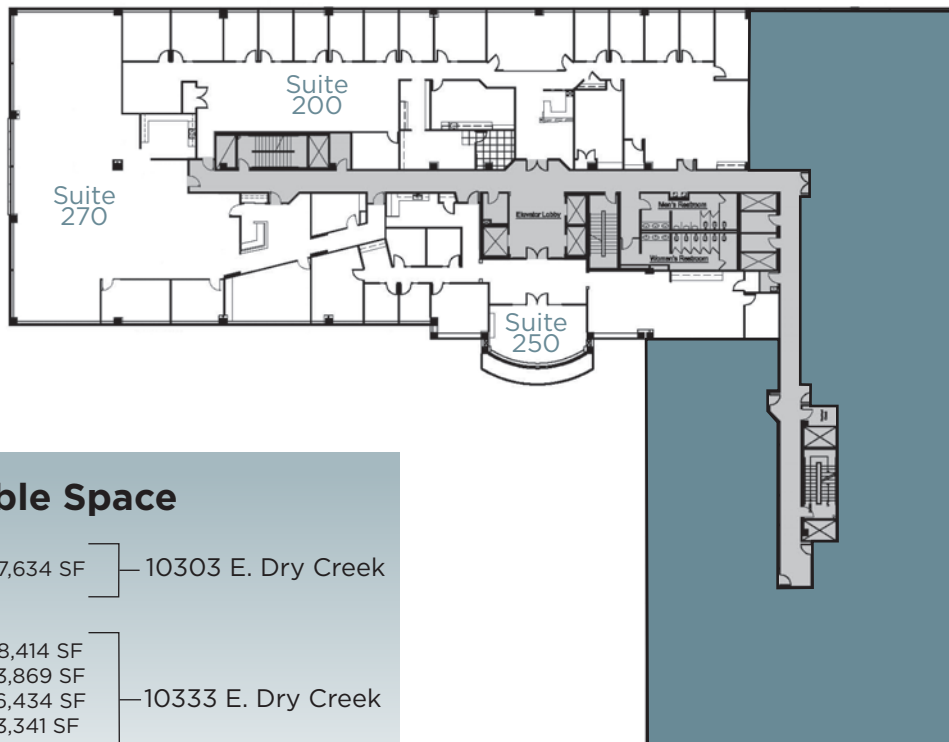 Suite
200
Suite
270
Men's Restroom
Elevator Lobby
Women's Restroom
Suite
250
ble Space
7,634 SF
10303 E. Dry Creek
8,414 SF
3,869 SF
6,434 SF
10333 E. Dry Creek
3,341 SF